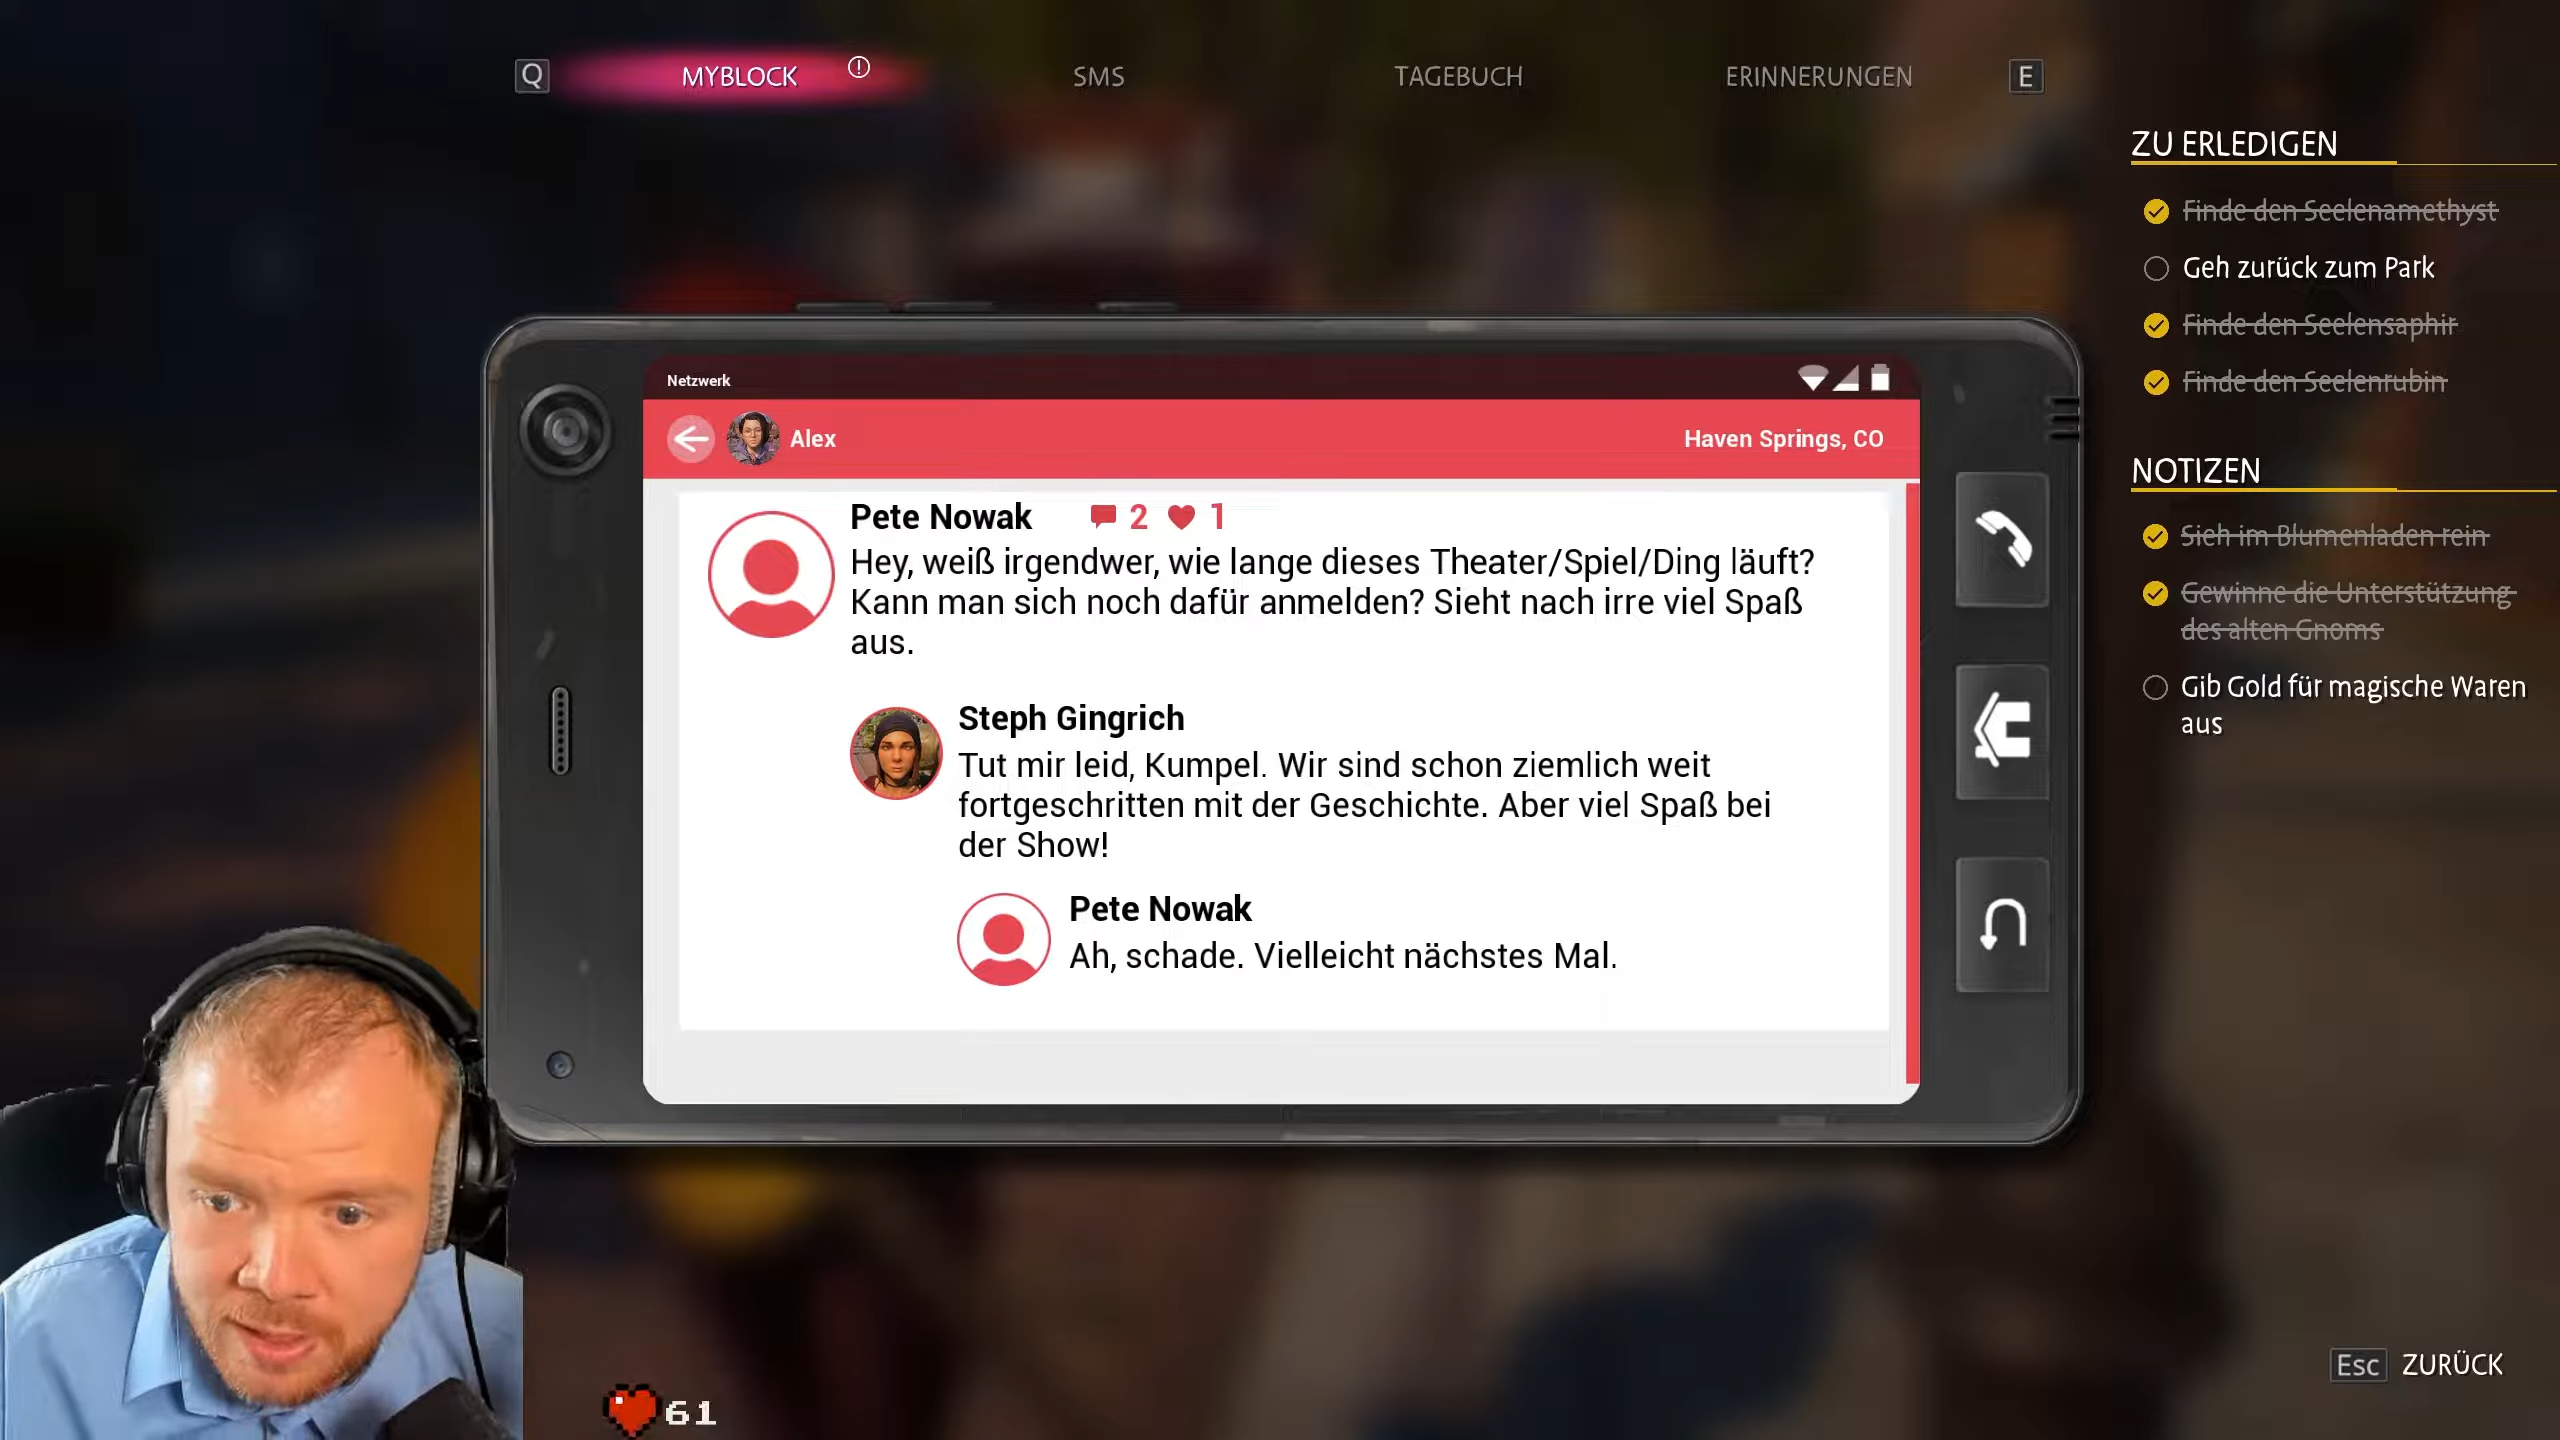 Q
MYBLOCK
SMS
TAGEBUCH
ERINNERUNGEN
E
ZU ERLEDIGEN
Finde den Seelenamethyst
Geh zurück zum Park
Finde den Seelensaphir
Finde den Seelenrubin
NOTIZEN
Sieh im Blumenladen rein
Gewinne die Unterstützung
des alten Gnoms
Gib Gold für magische Waren
aus
Netzwerk
Alex
Haven Springs, CO
Pete Nowak 2 1
Hey, weiß irgendwer, wie lange dieses Theater/Spiel/Ding läuft?
Kann man sich noch dafür anmelden? Sieht nach irre viel Spaß
aus.
Steph Gingrich
Tut mir leid, Kumpel. Wir sind schon ziemlich weit
fortgeschritten mit der Geschichte. Aber viel Spaß bei
der Show!
Pete Nowak
Ah, schade. Vielleicht nächstes Mal.
61
Esc ZURÜCK